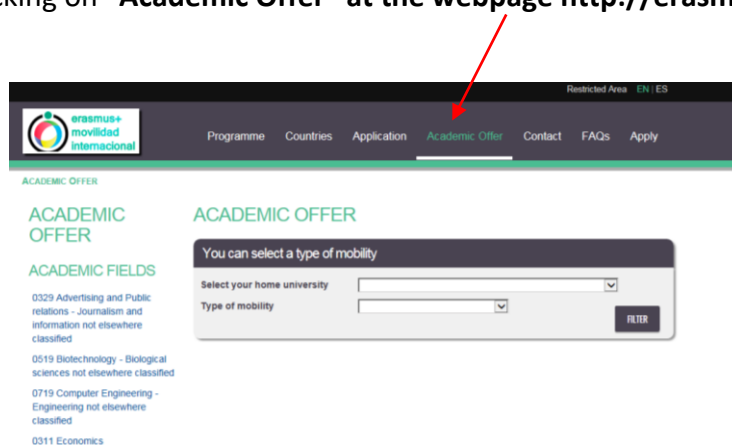 cking on "Academic Offer" at the webpage http://erasm
Restricted Area EN | ES
erasmus+
movilidad
internacional
Programme Countries Application Academic Offer Contact FAQs Apply
ACADEMIC OFFER
ACADEMIC
OFFER
ACADEMIC FIELDS
0329 Advertising and Public
relations - Journalism and
information not elsewhere
classified
0519 Biotechnology - Biological
sciences not elsewhere classified
0719 Computer Engineering -
Engineering not elsewhere
classified
0311 Economics
ACADEMIC OFFER
You can select a type of mobility
Select your home university
Type of mobility
FILTER